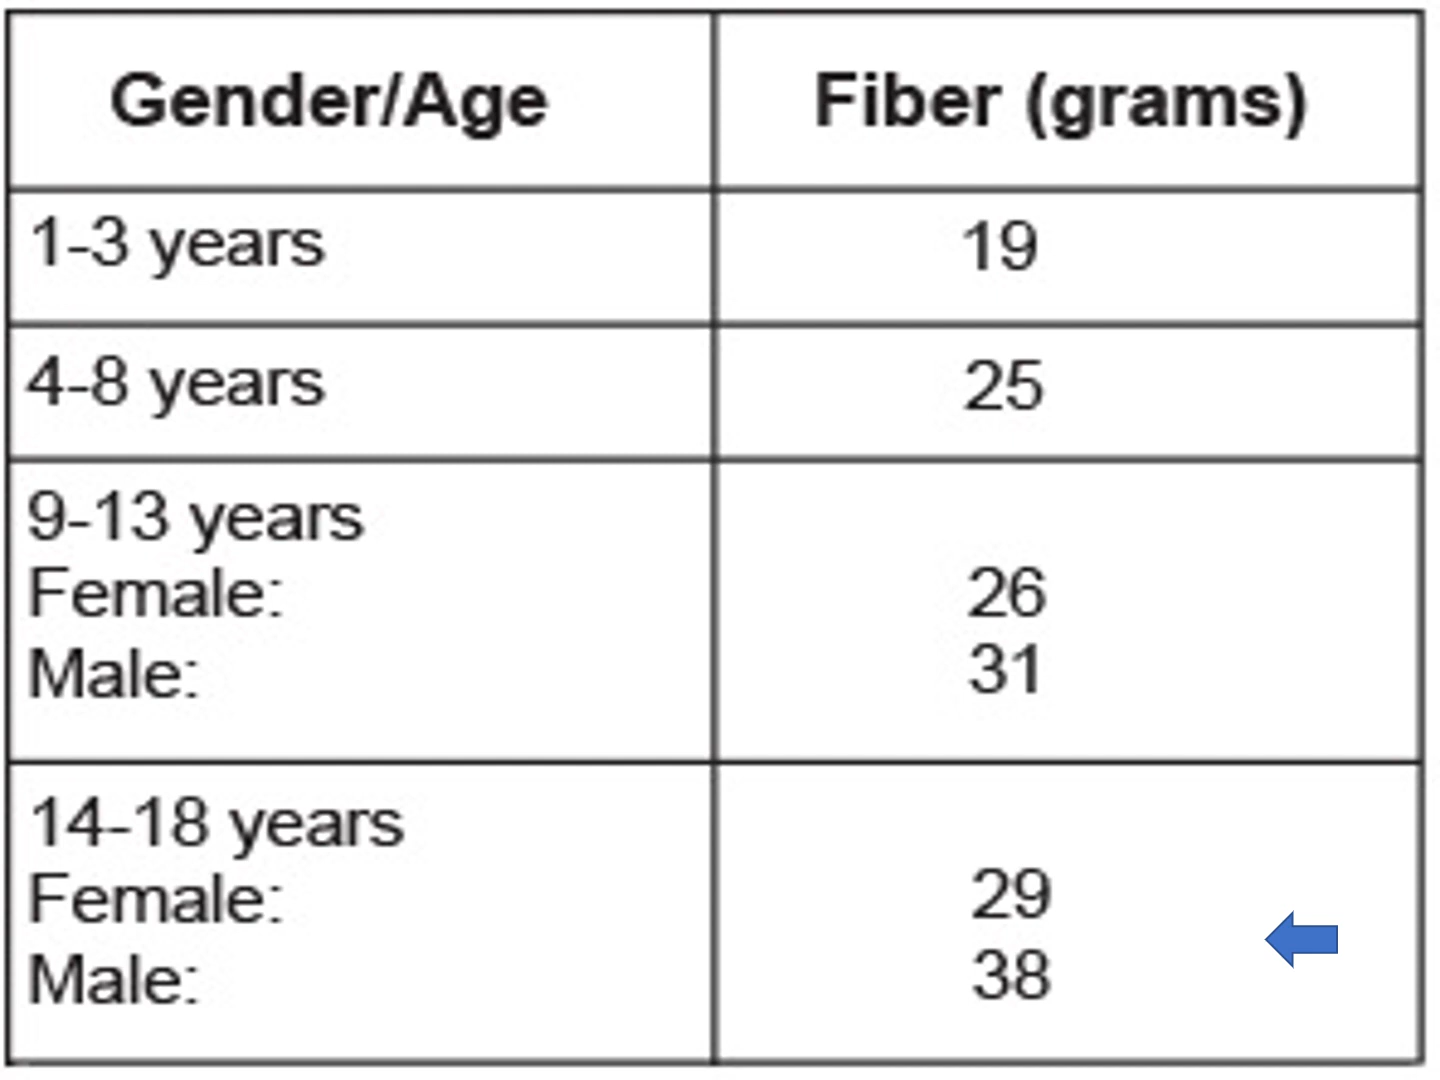 Gender/Age Fiber (grams)
1-3 years 19
4-8 years 25
9-13 years
Female: 26
Male: 31
14-18 years
Female: 29
Male: 38